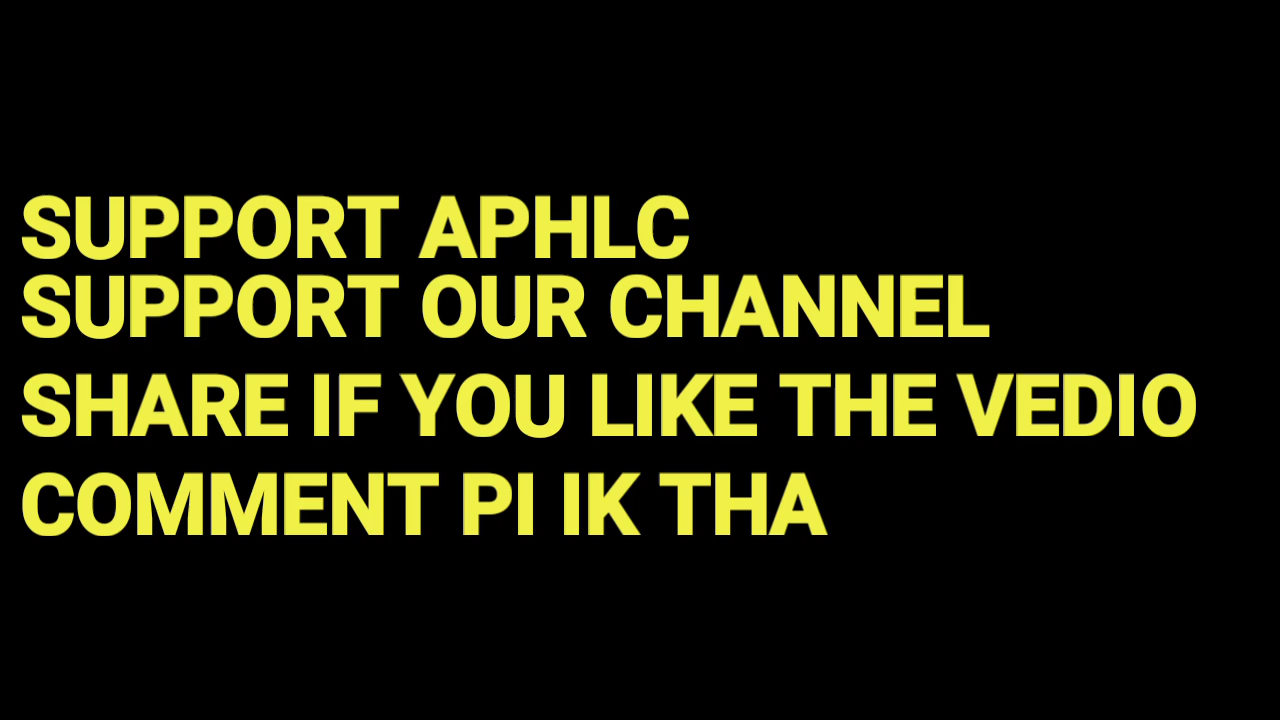 SUPPORT APHLC
SUPPORT OUR CHANNEL
SHARE IF YOU LIKE THE VEDIO
COMMENT PI IK THA